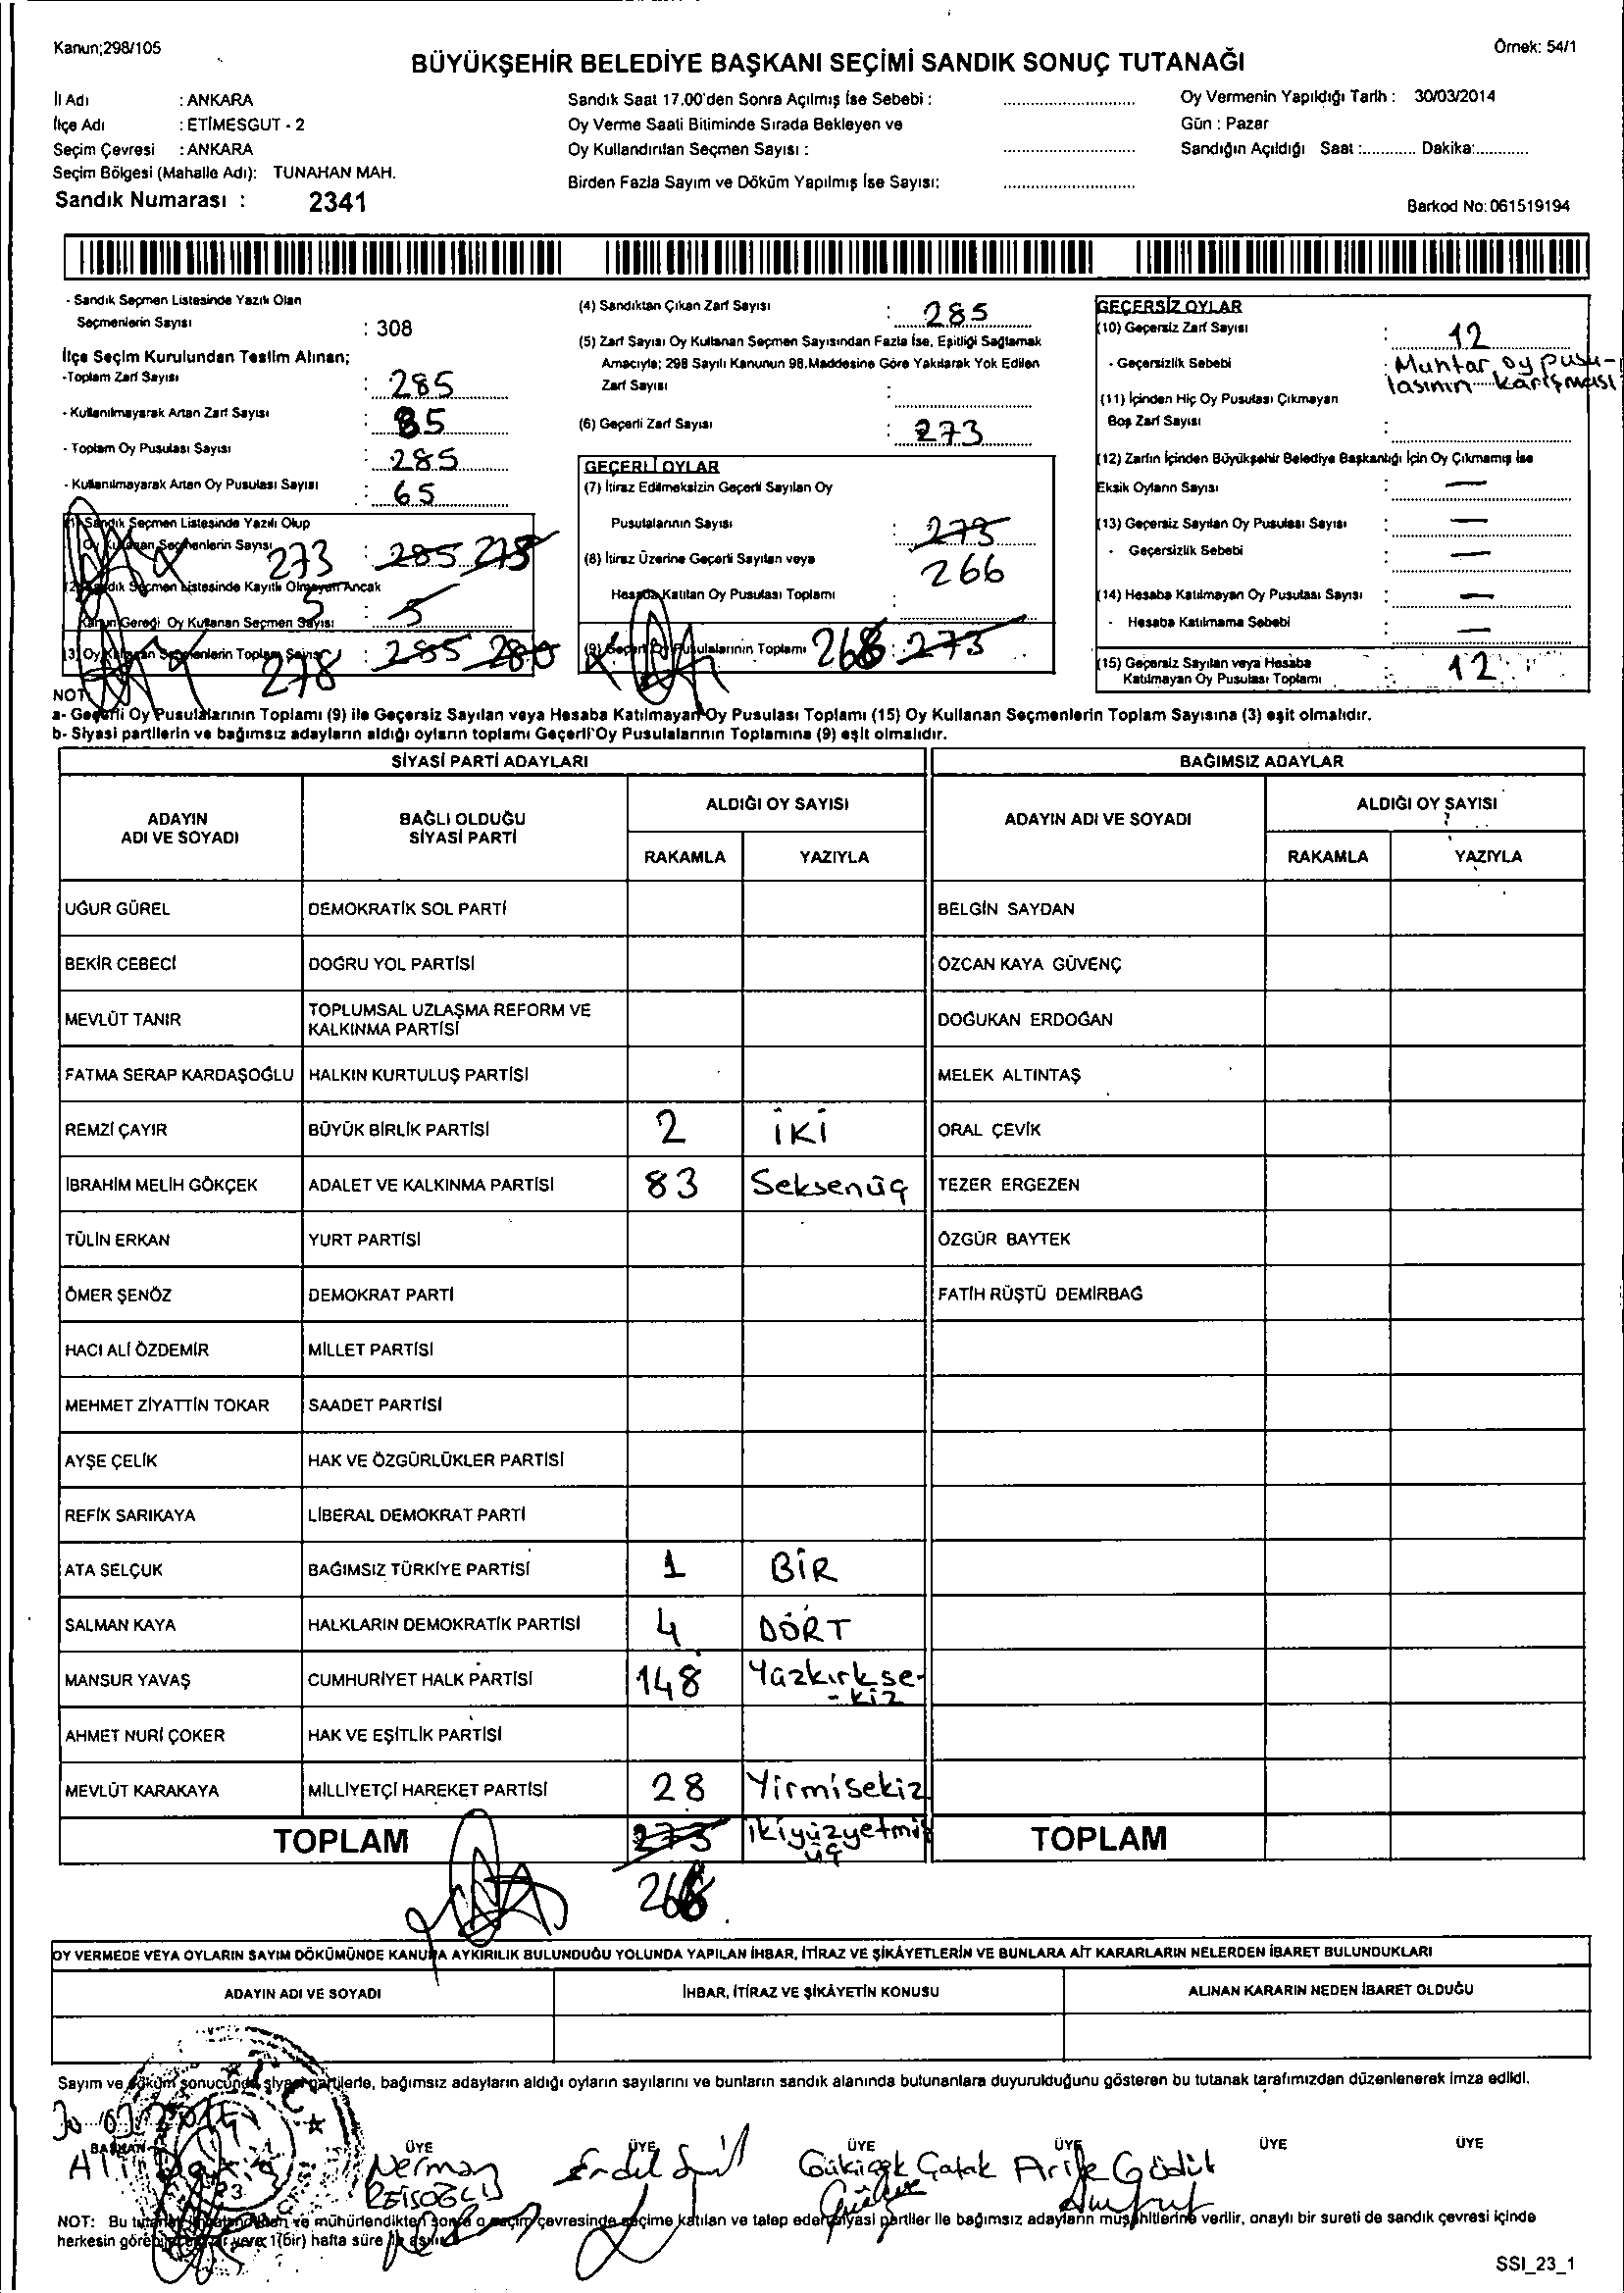 Kanun;298/105
Örnek: 54/1
BÜYÜKŞEHİR BELEDİYE BAŞKANI SEÇİMİ SANDIK SONUÇ TUTANAĞI
İl Adı : ANKARA
İlçe Adı : ETİMESGUT - 2
Seçim Çevresi : ANKARA
Seçim Bölgesi (Mahalle Adı): TUNAHAN MAH.
Sandık Numarası : 2341
Sandık Saat 17.00'den Sonra Açılmış İse Sebebi :
Oy Verme Saati Bitiminde Sırada Bekleyen ve
Oy Kullandırılan Seçmen Sayısı :
Birden Fazla Sayım ve Döküm Yapılmış İse Sayısı:
Oy Vermenin Yapıldığı Tarih : 30/03/2014
Gün : Pazar
Sandığın Açıldığı Saat :............ Dakika:............
Barkod No: 061519194
- Sandık Seçmen Listesinde Yazılı Olan
Seçmenlerin Sayısı : 308
İlçe Seçim Kurulundan Teslim Alınan;
-Toplam Zarf Sayısı : 285
- Kullanılmayarak Artan Zarf Sayısı : 85
- Toplam Oy Pusulası Sayısı : 285
- Kullanılmayarak Artan Oy Pusulası Sayısı : 65
(1) Sandık Seçmen Listesinde Yazılı Olup
Oy Kullanan Seçmenlerin Sayısı 273 : 285 275
(2) Sandık Seçmen Listesinde Kayıtlı Olmayan Ancak
Kanun Gereği Oy Kullanan Seçmen Sayısı 5 : 5
(3) Oy Kullanan Seçmenlerin Toplam Sayısı 278 : 285 280
(4) Sandıktan Çıkan Zarf Sayısı : 285
(5) Zarf Sayısı Oy Kullanan Seçmen Sayısından Fazla İse, Eşitliği Sağlamak
Amacıyla; 298 Sayılı Kanunun 98.Maddesine Göre Yakılarak Yok Edilen
Zarf Sayısı :
(6) Geçerli Zarf Sayısı : 273
GEÇERLİ OYLAR
(7) İtiraz Edilmeksizin Geçerli Sayılan Oy
Pusulalarının Sayısı : 273
(8) İtiraz Üzerine Geçerli Sayılan veya 266
Hesaba Katılan Oy Pusulası Toplamı :
(9) Geçerli Oy Pusulalarının Toplamı 268 : 273
GEÇERSİZ OYLAR
(10) Geçersiz Zarf Sayısı : 12
- Geçersizlik Sebebi : Muhtar oy pusu-
lasının karışması
(11) İçinden Hiç Oy Pusulası Çıkmayan
Boş Zarf Sayısı :
(12) Zarfın İçinden Büyükşehir Belediye Başkanlığı İçin Oy Çıkmamış İse
Eksik Oyların Sayısı : —
(13) Geçersiz Sayılan Oy Pusulası Sayısı : —
- Geçersizlik Sebebi : —
(14) Hesaba Katılmayan Oy Pusulası Sayısı : —
- Hesaba Katılmama Sebebi : —
(15) Geçersiz Sayılan veya Hesaba
Katılmayan Oy Pusulası Toplamı : 12
NOT:
a- Geçerli Oy Pusulalarının Toplamı (9) ile Geçersiz Sayılan veya Hesaba Katılmayan Oy Pusulası Toplamı (15) Oy Kullanan Seçmenlerin Toplam Sayısına (3) eşit olmalıdır.
b- Siyasi partilerin ve bağımsız adayların aldığı oyların toplamı Geçerli Oy Pusulalarının Toplamına (9) eşit olmalıdır.
SİYASİ PARTİ ADAYLARI
BAĞIMSIZ ADAYLAR
ADAYIN ADI VE SOYADI
BAĞLI OLDUĞU SİYASİ PARTİ
ALDIĞI OY SAYISI
RAKAMLA YAZIYLA
ADAYIN ADI VE SOYADI
ALDIĞI OY SAYISI
RAKAMLA YAZIYLA
UĞUR GÜREL DEMOKRATİK SOL PARTİ BELGİN SAYDAN
BEKİR CEBECİ DOĞRU YOL PARTİSİ ÖZCAN KAYA GÜVENÇ
MEVLÜT TANIR TOPLUMSAL UZLAŞMA REFORM VE KALKINMA PARTİSİ DOĞUKAN ERDOĞAN
FATMA SERAP KARDAŞOĞLU HALKIN KURTULUŞ PARTİSİ MELEK ALTINTAŞ
REMZİ ÇAYIR BÜYÜK BİRLİK PARTİSİ 2 iKi ORAL ÇEVİK
İBRAHİM MELİH GÖKÇEK ADALET VE KALKINMA PARTİSİ 83 Seksenüç TEZER ERGEZEN
TÜLİN ERKAN YURT PARTİSİ ÖZGÜR BAYTEK
ÖMER ŞENÖZ DEMOKRAT PARTİ FATİH RÜŞTÜ DEMİRBAĞ
HACI ALİ ÖZDEMİR MİLLET PARTİSİ
MEHMET ZİYATTİN TOKAR SAADET PARTİSİ
AYŞE ÇELİK HAK VE ÖZGÜRLÜKLER PARTİSİ
REFİK SARIKAYA LİBERAL DEMOKRAT PARTİ
ATA SELÇUK BAĞIMSIZ TÜRKİYE PARTİSİ 1 BİR
SALMAN KAYA HALKLARIN DEMOKRATİK PARTİSİ 4 DÖRT
MANSUR YAVAŞ CUMHURİYET HALK PARTİSİ 148 Yüzkırkse-
-kiz
AHMET NURİ ÇOKER HAK VE EŞİTLİK PARTİSİ
MEVLÜT KARAKAYA MİLLİYETÇİ HAREKET PARTİSİ 28 Yirmisekiz
TOPLAM 273 ikiyüzyetmiş
üç
TOPLAM
268
OY VERMEDE VEYA OYLARIN SAYIM DÖKÜMÜNDE KANUNA AYKIRILIK BULUNDUĞU YOLUNDA YAPILAN İHBAR, İTİRAZ VE ŞİKÂYETLERİN VE BUNLARA AİT KARARLARIN NELERDEN İBARET BULUNDUKLARI
ADAYIN ADI VE SOYADI
İHBAR, İTİRAZ VE ŞİKÂYETİN KONUSU
ALINAN KARARIN NEDEN İBARET OLDUĞU
Sayım ve döküm sonucunda siyasi partilerle, bağımsız adayların aldığı oyların sayılarını ve bunların sandık alanında bulunanlara duyurulduğunu gösteren bu tutanak tarafımızdan düzenlenerek imza edildi.
30/03/2014
BAŞKAN ÜYE ÜYE ÜYE ÜYE ÜYE ÜYE
Ali Nerman Erdil Gökçiçek Çatak Arife Güdük
REİSOĞLU
NOT: Bu tutanak imzalandıktan ve mühürlendikten sonra o seçim çevresinde seçime katılan ve talep eden siyasi partiler ile bağımsız adayların müşahitlerine verilir, onaylı bir sureti de sandık çevresi içinde
herkesin görebileceği bir yere 1(bir) hafta süre ile asılır.
SSI_23_1